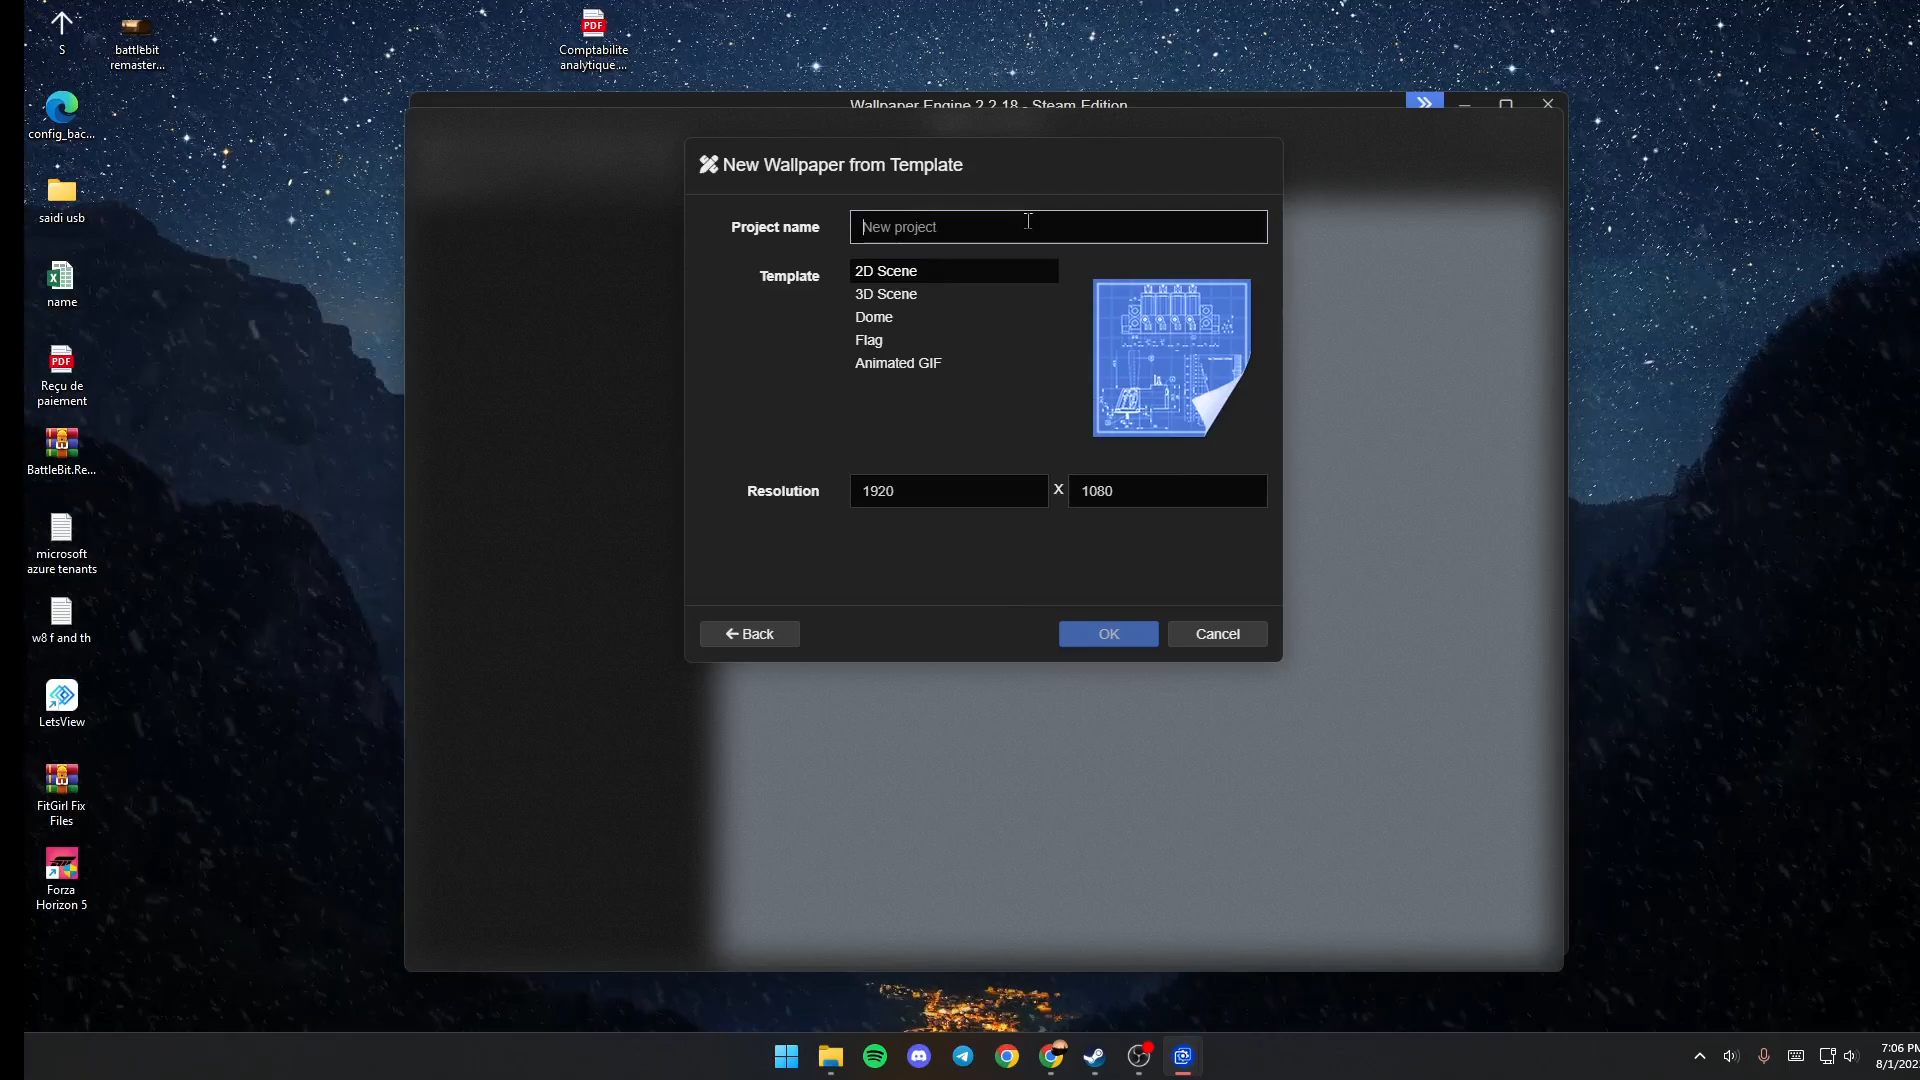 S
battlebit
remaster...
Comptabilite
analytique....
config_bac...
saidi usb
name
Reçu de
paiement
BattleBit.Re...
microsoft
azure tenants
w8 f and th
LetsView
FitGirl Fix
Files
Forza
Horizon 5
Wallpaper Engine 2.2.18 - Steam Edition
New Wallpaper from Template
Project name
New project
Template
2D Scene
3D Scene
Dome
Flag
Animated GIF
Resolution
1920
X
1080
Back
OK
Cancel
PDF
PDF
7:06 PM
8/1/202